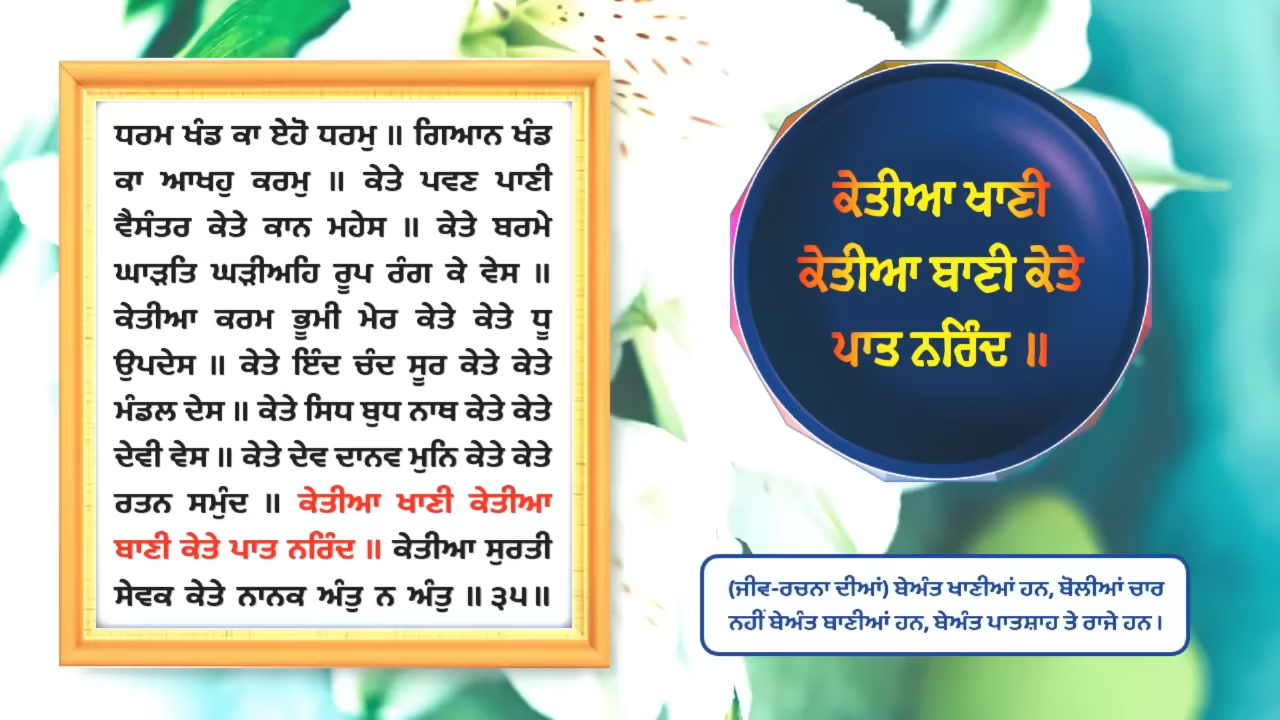 ਧਰਮ ਖੰਡ ਕਾ ਏਹੋ ਧਰਮੁ ॥ ਗਿਆਨ ਖੰਡ
ਕਾ ਆਖਹੁ ਕਰਮੁ ॥ ਕੇਤੇ ਪਵਣ ਪਾਣੀ
ਵੈਸੰਤਰ ਕੇਤੇ ਕਾਨ ਮਹੇਸ ॥ ਕੇਤੇ ਬਰਮੇ
ਘਾੜਤਿ ਘੜੀਅਹਿ ਰੂਪ ਰੰਗ ਕੇ ਵੇਸ ॥
ਕੇਤੀਆ ਕਰਮ ਭੂਮੀ ਮੇਰ ਕੇਤੇ ਕੇਤੇ ਧੂ
ਉਪਦੇਸ ॥ ਕੇਤੇ ਇੰਦ ਚੰਦ ਸੂਰ ਕੇਤੇ ਕੇਤੇ
ਮੰਡਲ ਦੇਸ ॥ ਕੇਤੇ ਸਿਧ ਬੁਧ ਨਾਥ ਕੇਤੇ ਕੇਤੇ
ਦੇਵੀ ਵੇਸ ॥ ਕੇਤੇ ਦੇਵ ਦਾਨਵ ਮੁਨਿ ਕੇਤੇ ਕੇਤੇ
ਰਤਨ ਸਮੁੰਦ ॥ ਕੇਤੀਆ ਖਾਣੀ ਕੇਤੀਆ
ਬਾਣੀ ਕੇਤੇ ਪਾਤ ਨਰਿੰਦ ॥ ਕੇਤੀਆ ਸੁਰਤੀ
ਸੇਵਕ ਕੇਤੇ ਨਾਨਕ ਅੰਤੁ ਨ ਅੰਤੁ ॥੩੫॥
ਕੇਤੀਆ ਖਾਣੀ
ਕੇਤੀਆ ਬਾਣੀ ਕੇਤੇ
ਪਾਤ ਨਰਿੰਦ ॥
(ਜੀਵ-ਰਚਨਾ ਦੀਆਂ) ਬੇਅੰਤ ਖਾਣੀਆਂ ਹਨ, ਬੋਲੀਆਂ ਚਾਰ
ਨਹੀਂ ਬੇਅੰਤ ਬਾਣੀਆਂ ਹਨ, ਬੇਅੰਤ ਪਾਤਸ਼ਾਹ ਤੇ ਰਾਜੇ ਹਨ।